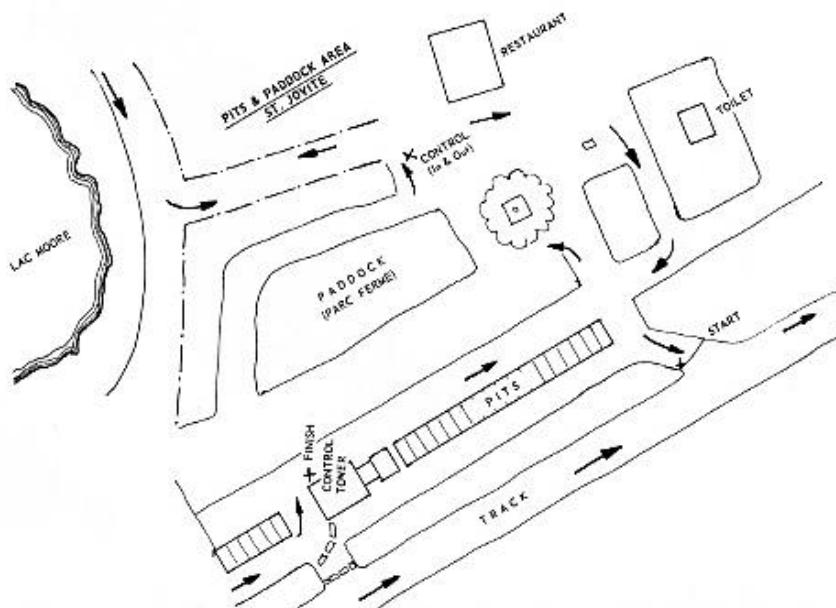 PITS & PADDOCK AREA
ST. JOVITE
RESTAURANT
TOILET
CONTROL
(In & Out)
LAC MOORE
PADDOCK
(PARC FERME)
START
PITS
FINISH
CONTROL
TONER
TRACK